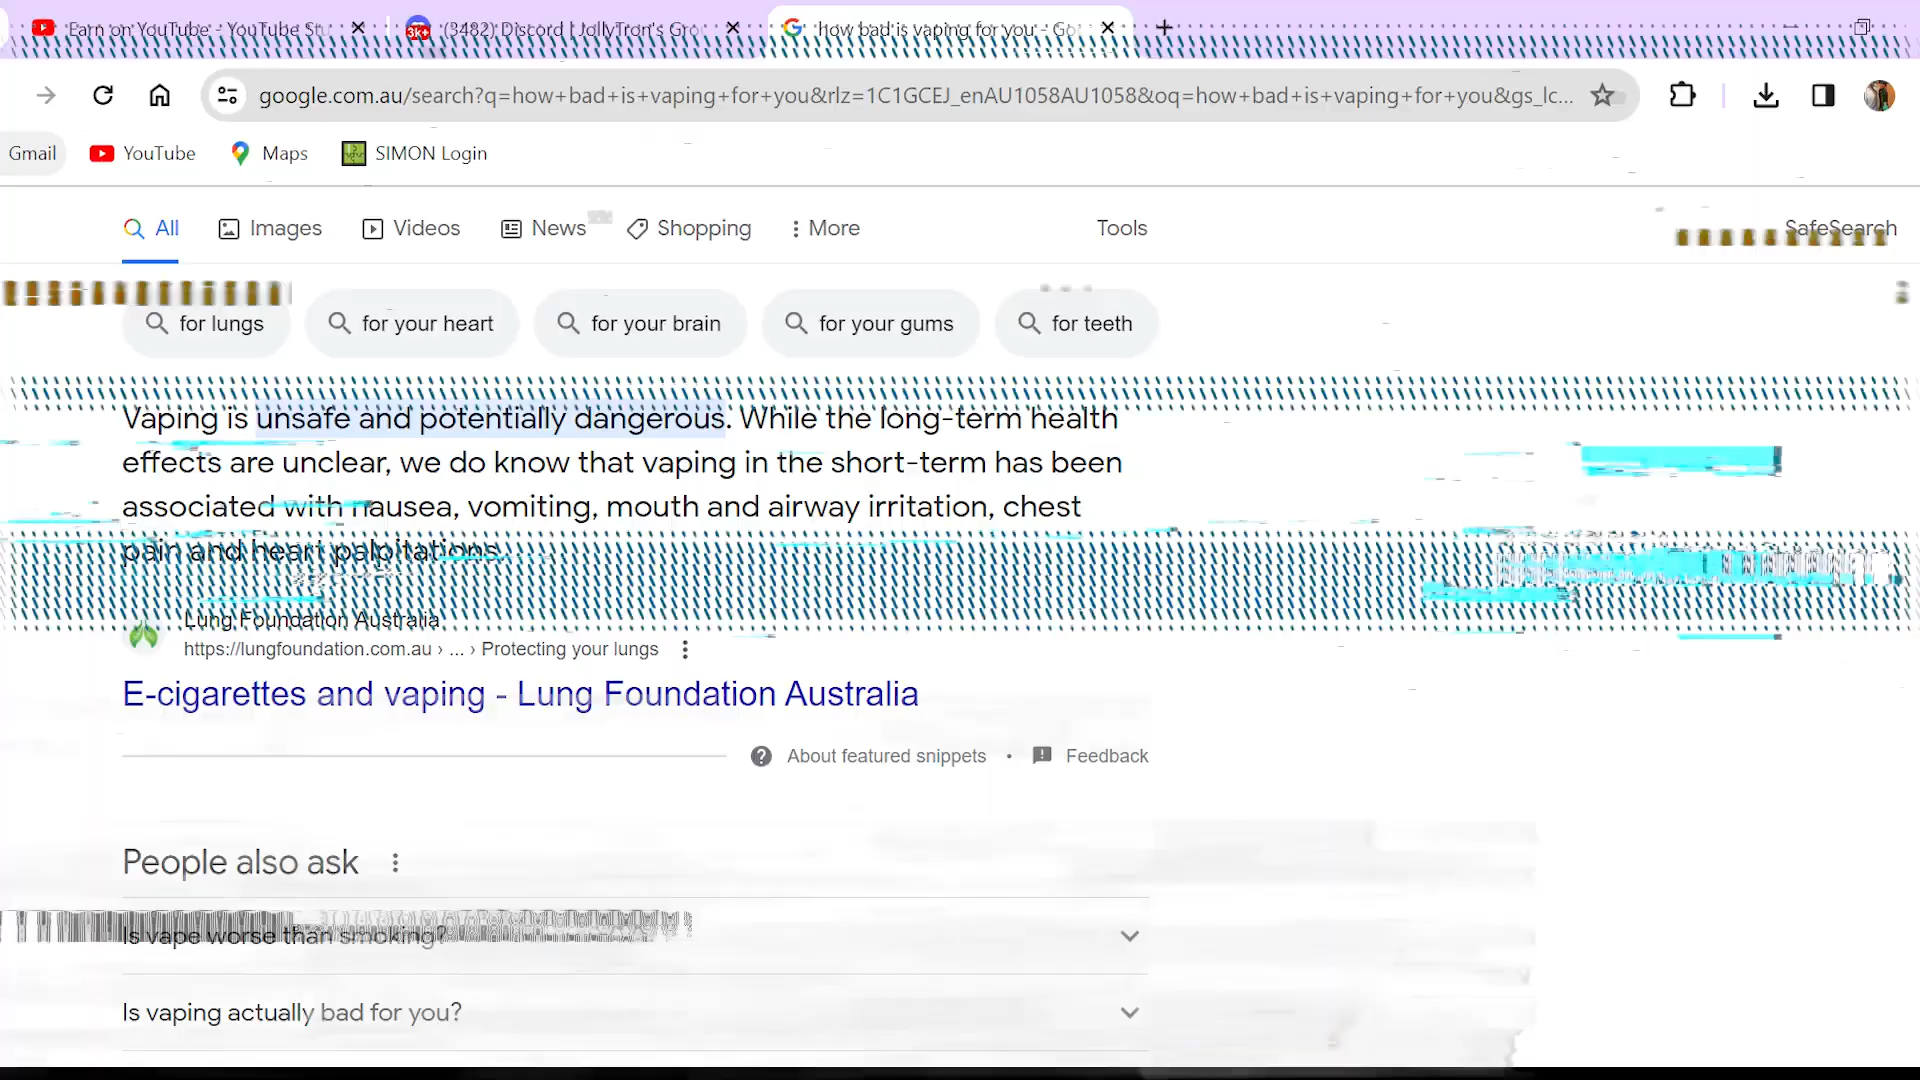 Earn on YouTube - YouTube Stu
(3482) Discord | JollyTron's Gro
how bad is vaping for you - Go
google.com.au/search?q=how+bad+is+vaping+for+you&rlz=1C1GCEJ_enAU1058AU1058&oq=how+bad+is+vaping+for+you&gs_lc...
Gmail YouTube Maps SIMON Login
All Images Videos News Shopping More Tools SafeSearch
for lungs for your heart for your brain for your gums for teeth
Vaping is unsafe and potentially dangerous. While the long-term health
effects are unclear, we do know that vaping in the short-term has been
associated with nausea, vomiting, mouth and airway irritation, chest
pain and heart palpitations.
Lung Foundation Australia
https://lungfoundation.com.au › ... › Protecting your lungs
E-cigarettes and vaping - Lung Foundation Australia
About featured snippets • Feedback
People also ask
Is vape worse than smoking?
Is vaping actually bad for you?